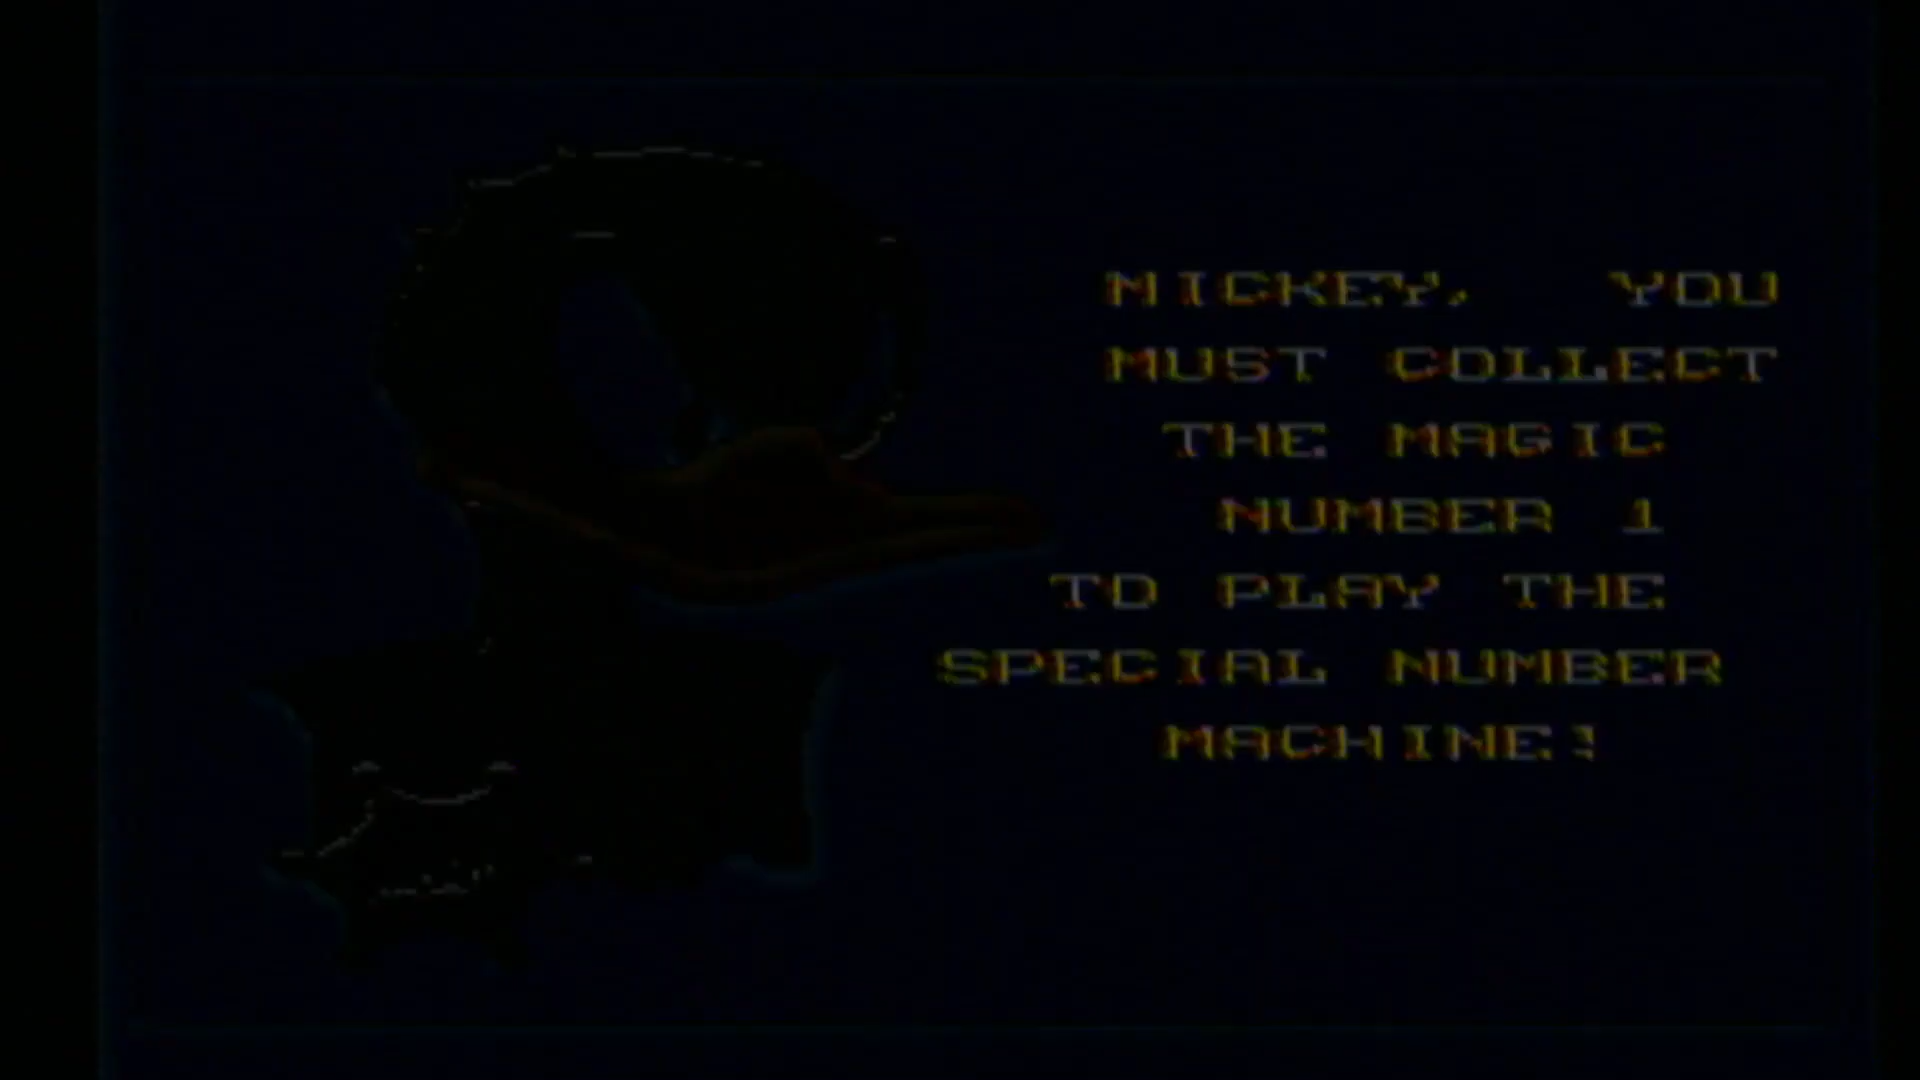 MICKEY, YOU
MUST COLLECT
THE MAGIC
NUMBER 1
TO PLAY THE
SPECIAL NUMBER
MACHINE!